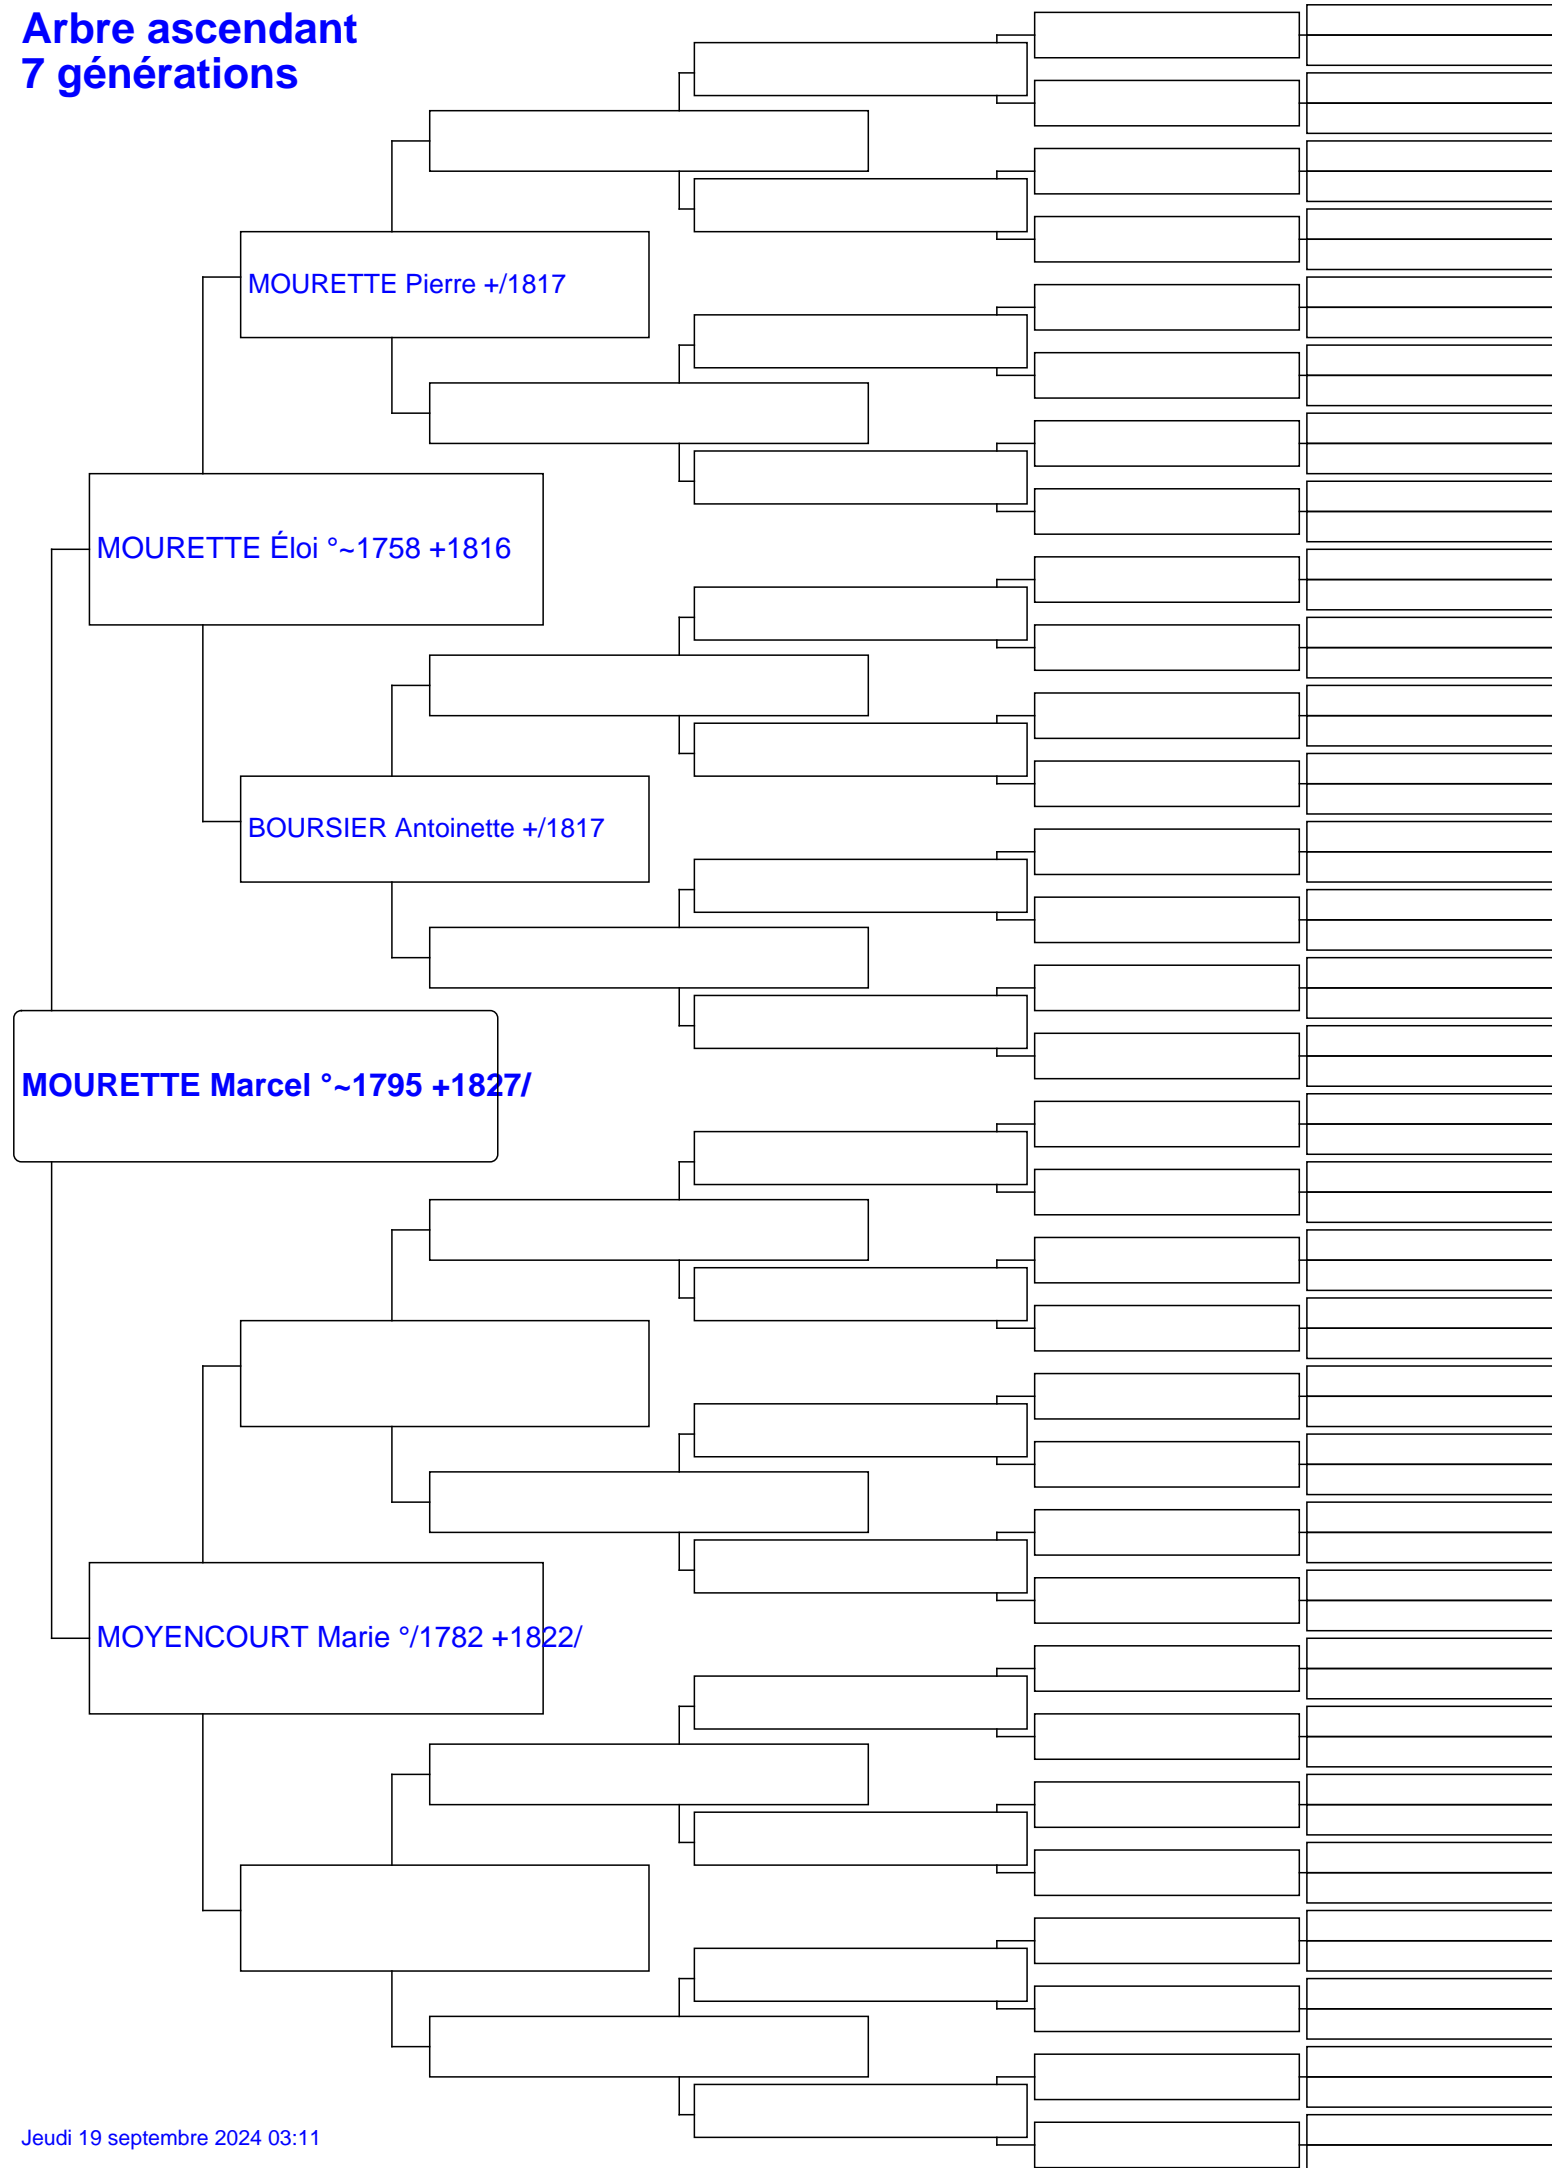 Arbre ascendant
7 générations
MOURETTE Pierre +/1817
MOURETTE Éloi °~1758 +1816
BOURSIER Antoinette +/1817
MOURETTE Marcel °~1795 +1827/
MOYENCOURT Marie °/1782 +1822/
Jeudi 19 septembre 2024 03:11